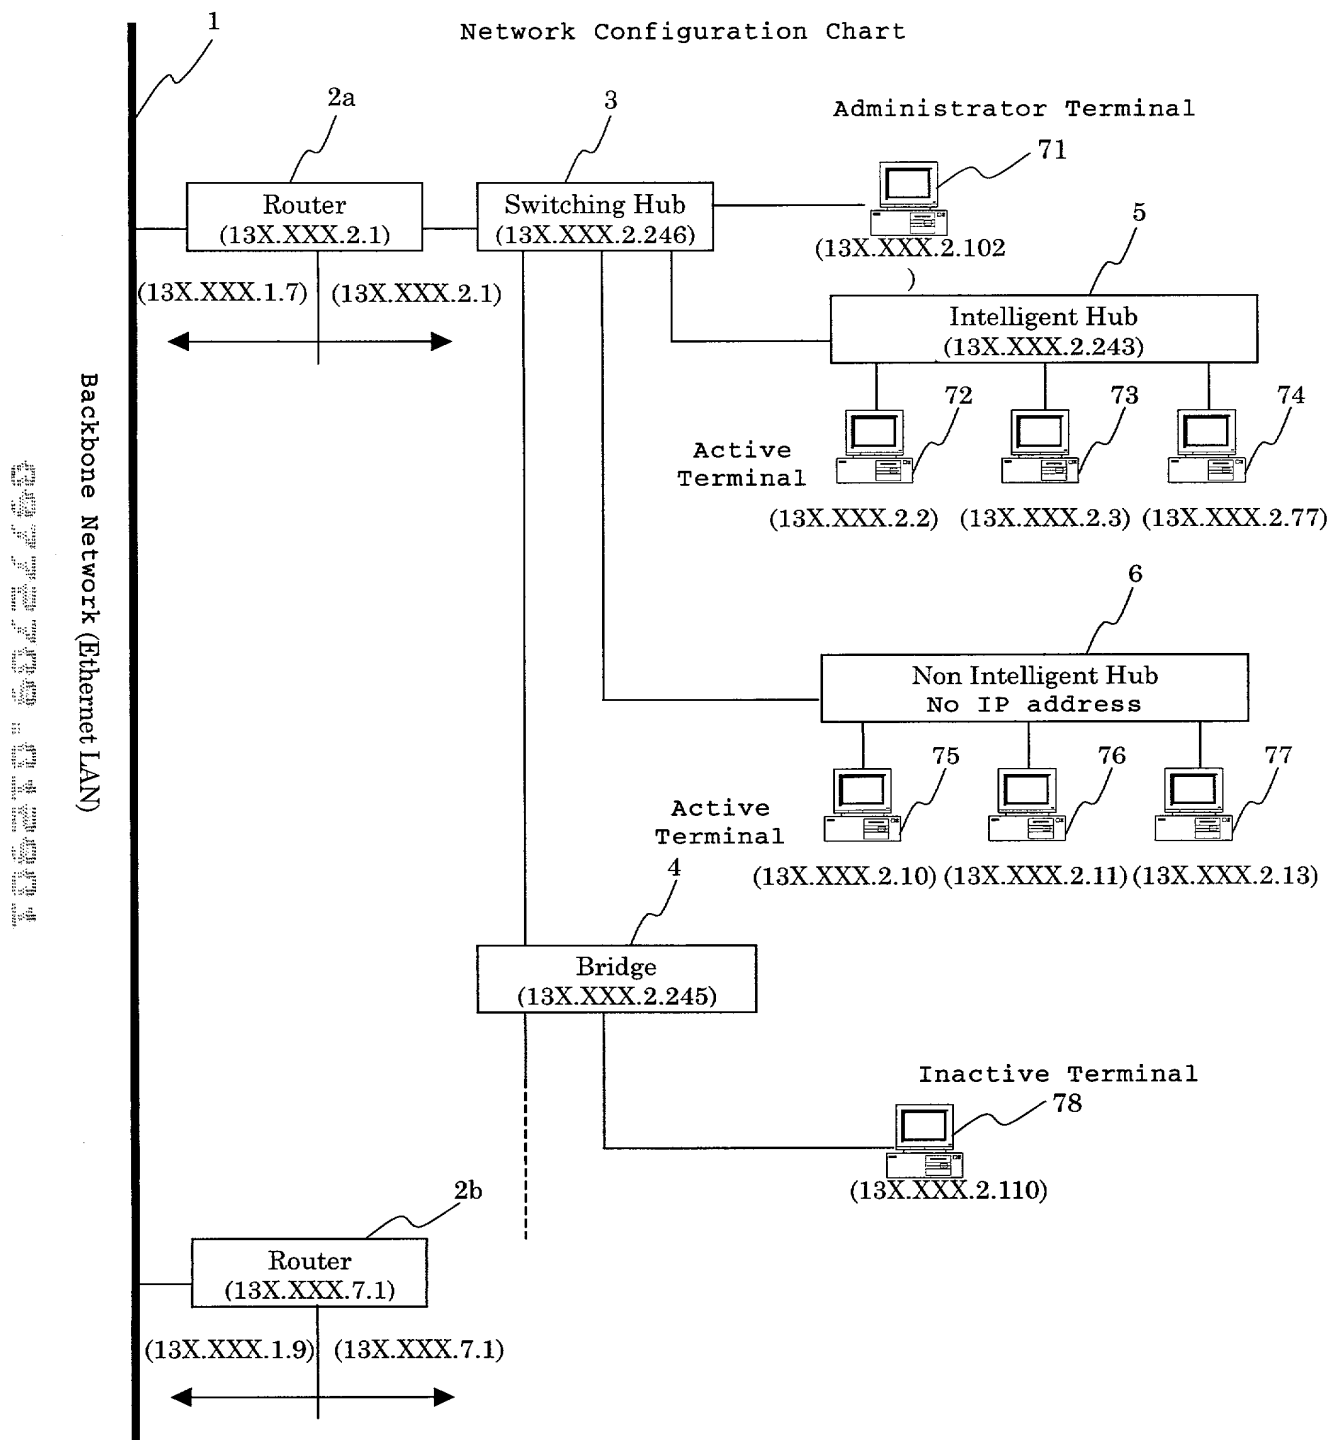 Network Configuration Chart
1
2a
3
Administrator Terminal
71
Router
(13X.XXX.2.1)
Switching Hub
(13X.XXX.2.246)
(13X.XXX.2.102
)
5
(13X.XXX.1.7)
(13X.XXX.2.1)
Intelligent Hub
(13X.XXX.2.243)
72
73
74
Active
Terminal
(13X.XXX.2.2)
(13X.XXX.2.3)
(13X.XXX.2.77)
Backbone Network (Ethernet LAN)
6
Non Intelligent Hub
No IP address
75
76
77
Active
Terminal
(13X.XXX.2.10)
(13X.XXX.2.11)
(13X.XXX.2.13)
4
Bridge
(13X.XXX.2.245)
Inactive Terminal
78
(13X.XXX.2.110)
2b
Router
(13X.XXX.7.1)
(13X.XXX.1.9)
(13X.XXX.7.1)